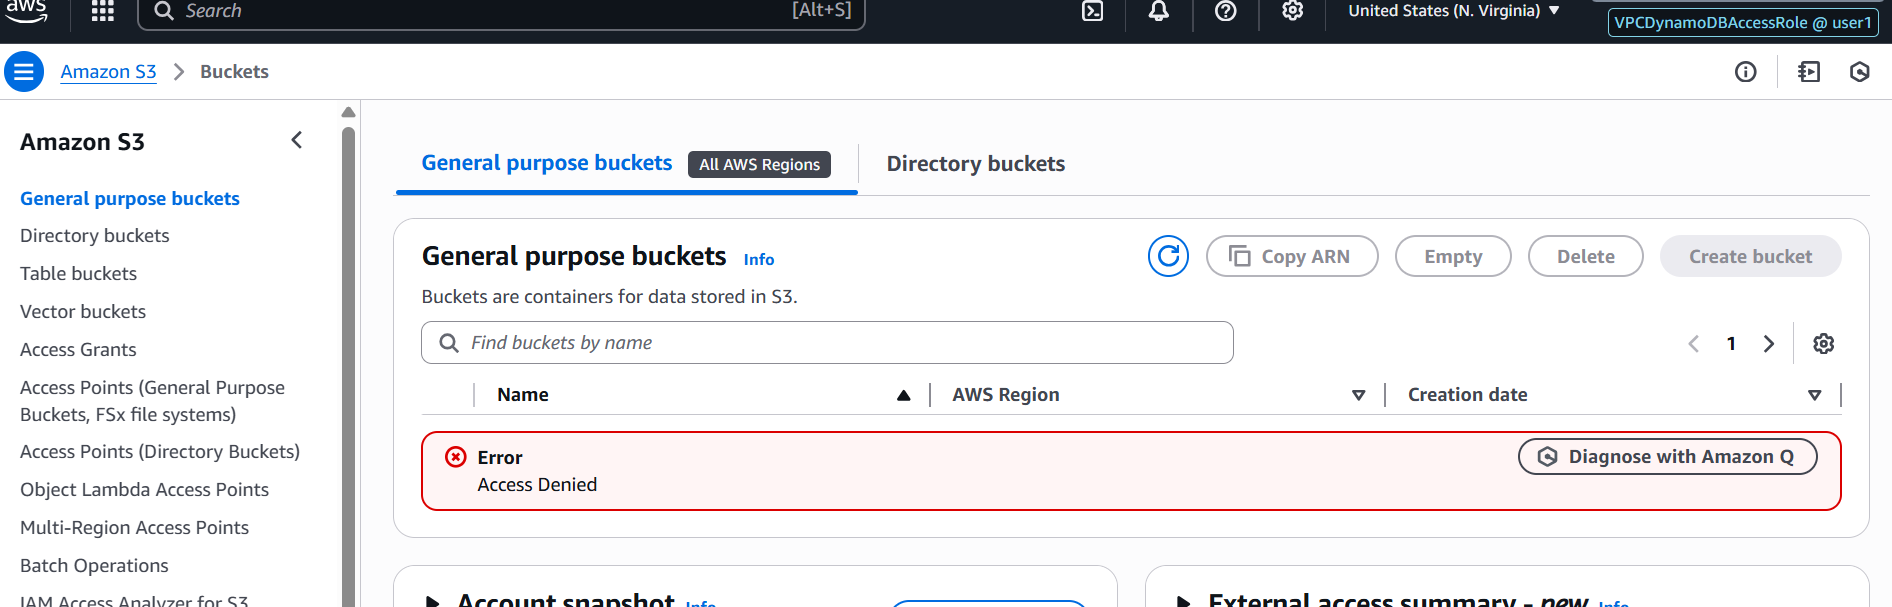 aws
Search
[Alt+S]
United States (N. Virginia)
VPCDynamoDBAccessRole @ user1
Amazon S3
Buckets
Amazon S3
General purpose buckets
Directory buckets
Table buckets
Vector buckets
Access Grants
Access Points (General Purpose
Buckets, FSx file systems)
Access Points (Directory Buckets)
Object Lambda Access Points
Multi-Region Access Points
Batch Operations
IAM Access Analyzer for S3
General purpose buckets
All AWS Regions
Directory buckets
General purpose buckets
Info
Copy ARN
Empty
Delete
Create bucket
Buckets are containers for data stored in S3.
Find buckets by name
1
Name
AWS Region
Creation date
Error
Access Denied
Diagnose with Amazon Q
Account snapshot
Info
External access summary - new
Info